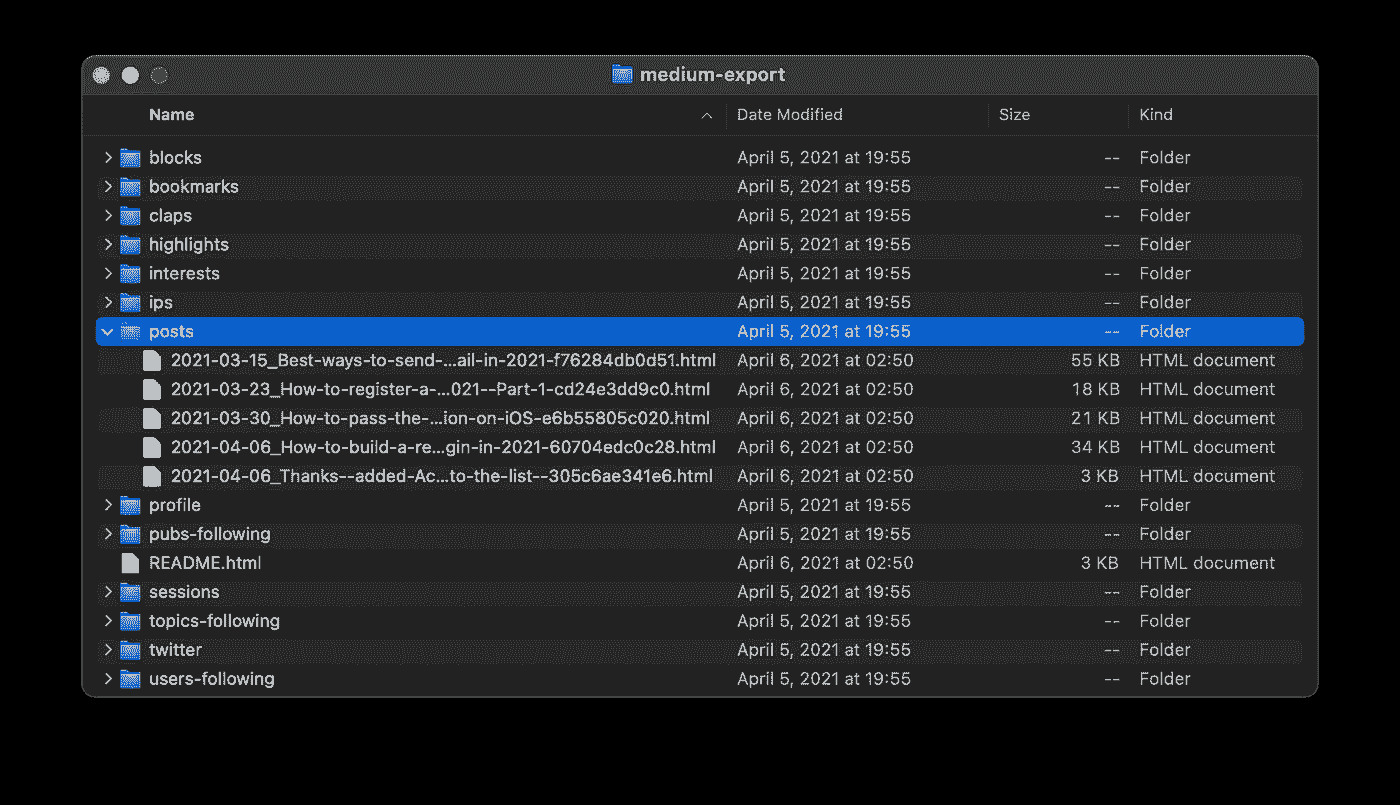 medium-export
Name Date Modified Size Kind
blocks April 5, 2021 at 19:55 -- Folder
bookmarks April 5, 2021 at 19:55 -- Folder
claps April 5, 2021 at 19:55 -- Folder
highlights April 5, 2021 at 19:55 -- Folder
interests April 5, 2021 at 19:55 -- Folder
ips April 5, 2021 at 19:55 -- Folder
posts April 5, 2021 at 19:55 -- Folder
2021-03-15_Best-ways-to-send-...ail-in-2021-f76284db0d51.html April 6, 2021 at 02:50 55 KB HTML document
2021-03-23_How-to-register-a-...021--Part-1-cd24e3dd9c0.html April 6, 2021 at 02:50 18 KB HTML document
2021-03-30_How-to-pass-the-...ion-on-iOS-e6b55805c020.html April 6, 2021 at 02:50 21 KB HTML document
2021-04-06_How-to-build-a-re...gin-in-2021-60704edc0c28.html April 6, 2021 at 02:50 34 KB HTML document
2021-04-06_Thanks--added-Ac...to-the-list--305c6ae341e6.html April 6, 2021 at 02:50 3 KB HTML document
profile April 5, 2021 at 19:55 -- Folder
pubs-following April 5, 2021 at 19:55 -- Folder
README.html April 6, 2021 at 02:50 3 KB HTML document
sessions April 5, 2021 at 19:55 -- Folder
topics-following April 5, 2021 at 19:55 -- Folder
twitter April 5, 2021 at 19:55 -- Folder
users-following April 5, 2021 at 19:55 -- Folder